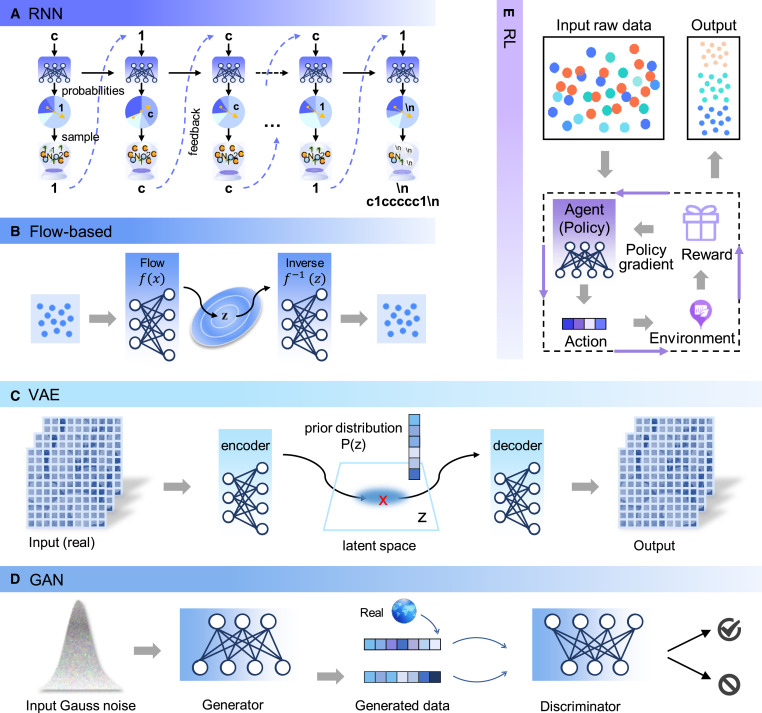 A RNN
c 1 c 1 1
probabilities
1 c c 1 \n
sample
feedback
...
1 c c 1 \n
c1ccccc1\n
B Flow-based
Flow
f(x)
z
Inverse
f⁻¹ (z)
E RL
Input raw data
Output
Agent
(Policy)
Policy
gradient
Reward
Action
Environment
C VAE
encoder
prior distribution
P(z)
decoder
X
Z
Input (real)
latent space
Output
D GAN
Real
Input Gauss noise
Generator
Generated data
Discriminator